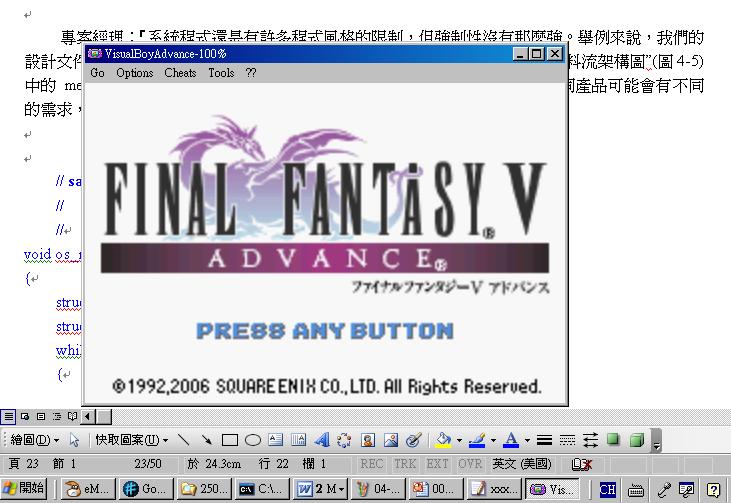 專案經理：「系統程式還是有許多程式風格的限制，但強制性沒有那麼強。舉例來說，我們的
設計文件
料流架構圖"(圖 4-5)
中的 me
同產品可能會有不同
的需求，
VisualBoyAdvance-100%
Go Options Cheats Tools ??
FINAL FANTASY® V
ADVANCE®
ファイナルファンタジーV アドバンス
PRESS ANY BUTTON
©1992,2006 SQUARE ENIX CO.,LTD. All Rights Reserved.
// sa
//
//
void os_
{
struc
struc
whil
{
繪圖(D) 快取圖案(U)
頁 23 節 1 23/50 於 24.3cm 行 22 欄 1 REC TRK EXT OVR 英文 (美國)
開始 eM... Go... 250... C:\... 2 M 04-... 00... xxx... Vis... CH